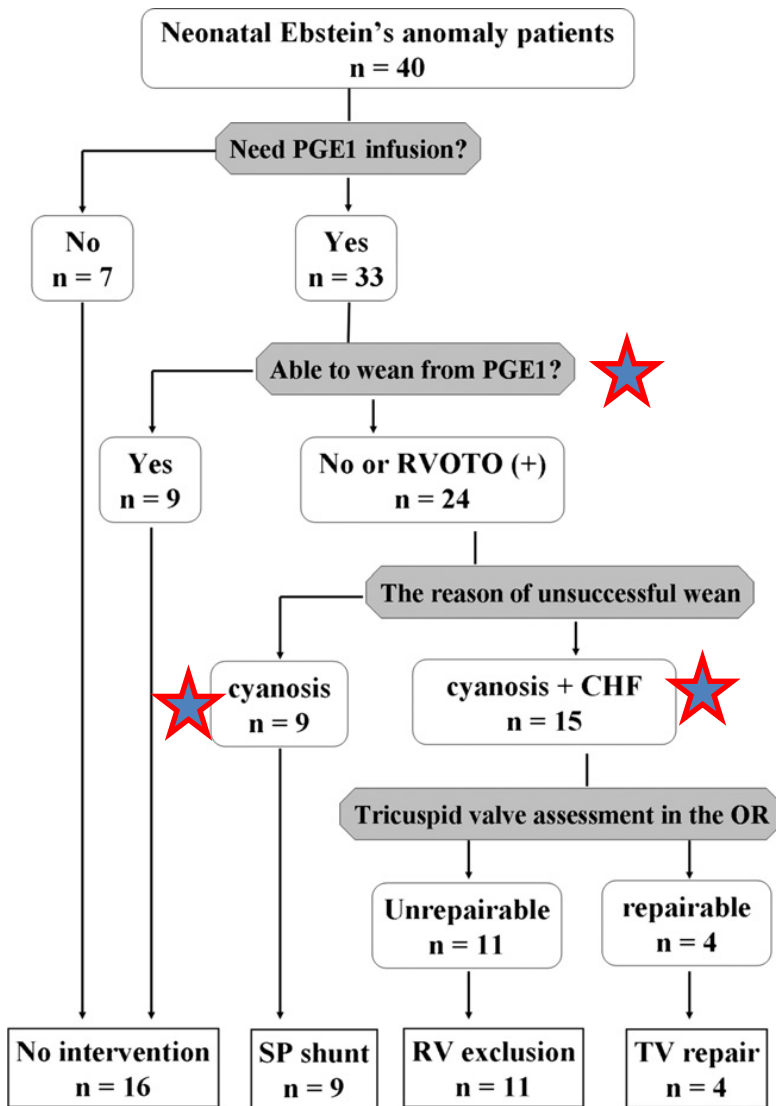 Neonatal Ebstein's anomaly patients
n = 40
Need PGE1 infusion?
No
n = 7
Yes
n = 33
Able to wean from PGE1?
Yes
n = 9
No or RVOTO (+)
n = 24
The reason of unsuccessful wean
cyanosis
n = 9
cyanosis + CHF
n = 15
Tricuspid valve assessment in the OR
Unrepairable
n = 11
repairable
n = 4
No intervention
n = 16
SP shunt
n = 9
RV exclusion
n = 11
TV repair
n = 4